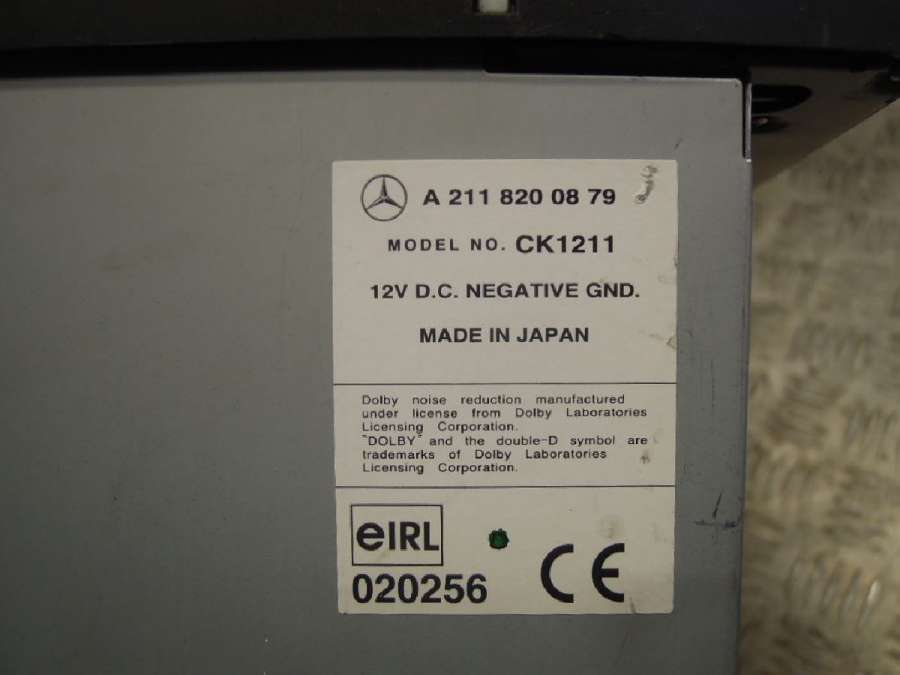 A 211 820 08 79
MODEL NO. CK1211
12V D.C. NEGATIVE GND.
MADE IN JAPAN
Dolby noise reduction manufactured
under license from Dolby Laboratories
Licensing Corporation.
"DOLBY" and the double-D symbol are
trademarks of Dolby Laboratories
Licensing Corporation.
eIRL
020256 CE